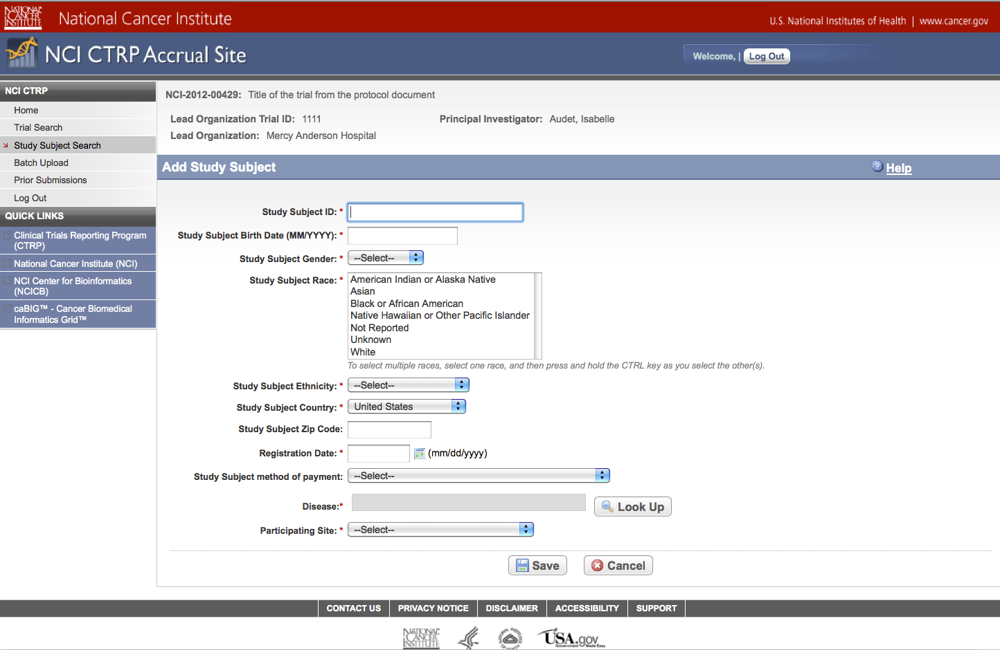 NATIONAL CANCER INSTITUTE
National Cancer Institute
U.S. National Institutes of Health | www.cancer.gov
NCI CTRP Accrual Site
Welcome, | Log Out
NCI CTRP
Home
Trial Search
Study Subject Search
Batch Upload
Prior Submissions
Log Out
QUICK LINKS
Clinical Trials Reporting Program
(CTRP)
National Cancer Institute (NCI)
NCI Center for Bioinformatics
(NCICB)
caBIG™ - Cancer Biomedical
Informatics Grid™
NCI-2012-00429: Title of the trial from the protocol document
Lead Organization Trial ID: 1111 Principal Investigator: Audet, Isabelle
Lead Organization: Mercy Anderson Hospital
Add Study Subject
? Help
Study Subject ID: *
Study Subject Birth Date (MM/YYYY): *
Study Subject Gender: * --Select--
Study Subject Race: *
American Indian or Alaska Native
Asian
Black or African American
Native Hawaiian or Other Pacific Islander
Not Reported
Unknown
White
To select multiple races, select one race, and then press and hold the CTRL key as you select the other(s).
Study Subject Ethnicity: * --Select--
Study Subject Country: * United States
Study Subject Zip Code:
Registration Date: * (mm/dd/yyyy)
Study Subject method of payment: --Select--
Disease:* Look Up
Participating Site: * --Select--
Save Cancel
CONTACT US PRIVACY NOTICE DISCLAIMER ACCESSIBILITY SUPPORT
NATIONAL CANCER INSTITUTE
USA.gov
Government Made Easy